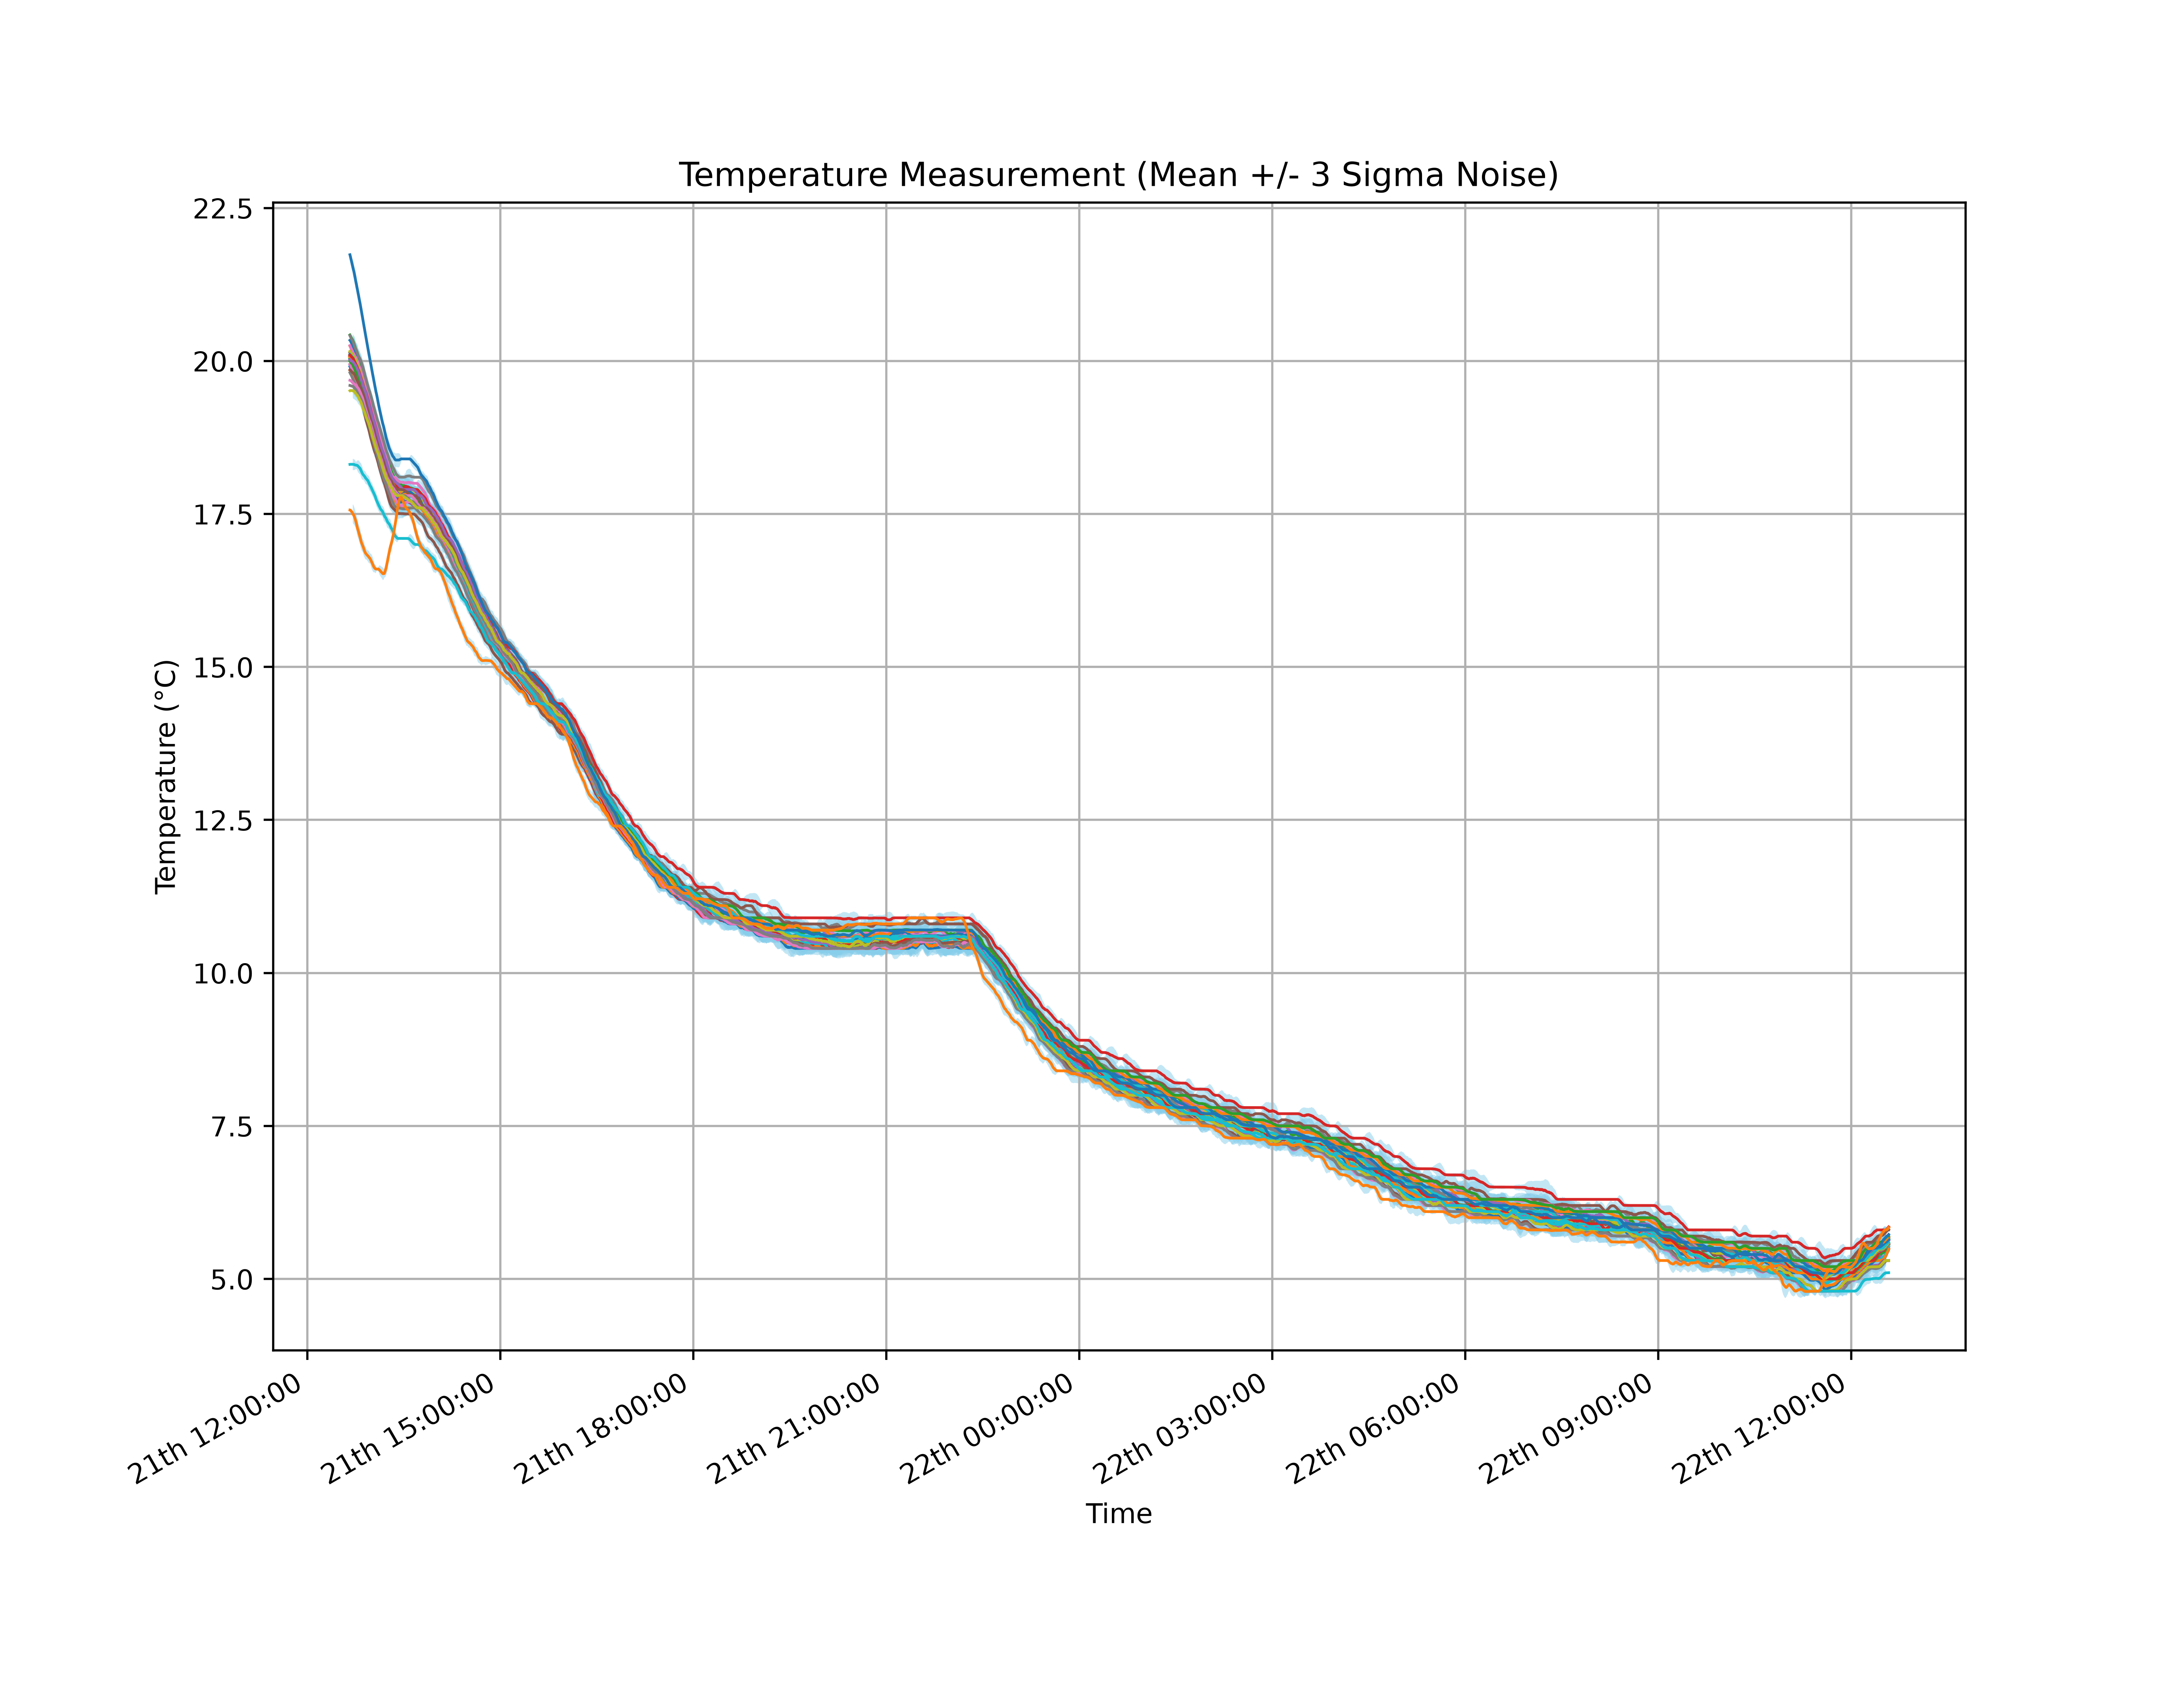 Temperature Measurement (Mean +/- 3 Sigma Noise)
22.5
20.0
17.5
15.0
12.5
10.0
7.5
5.0
Temperature (°C)
21th 12:00:00
21th 15:00:00
21th 18:00:00
21th 21:00:00
22th 00:00:00
22th 03:00:00
22th 06:00:00
22th 09:00:00
22th 12:00:00
Time